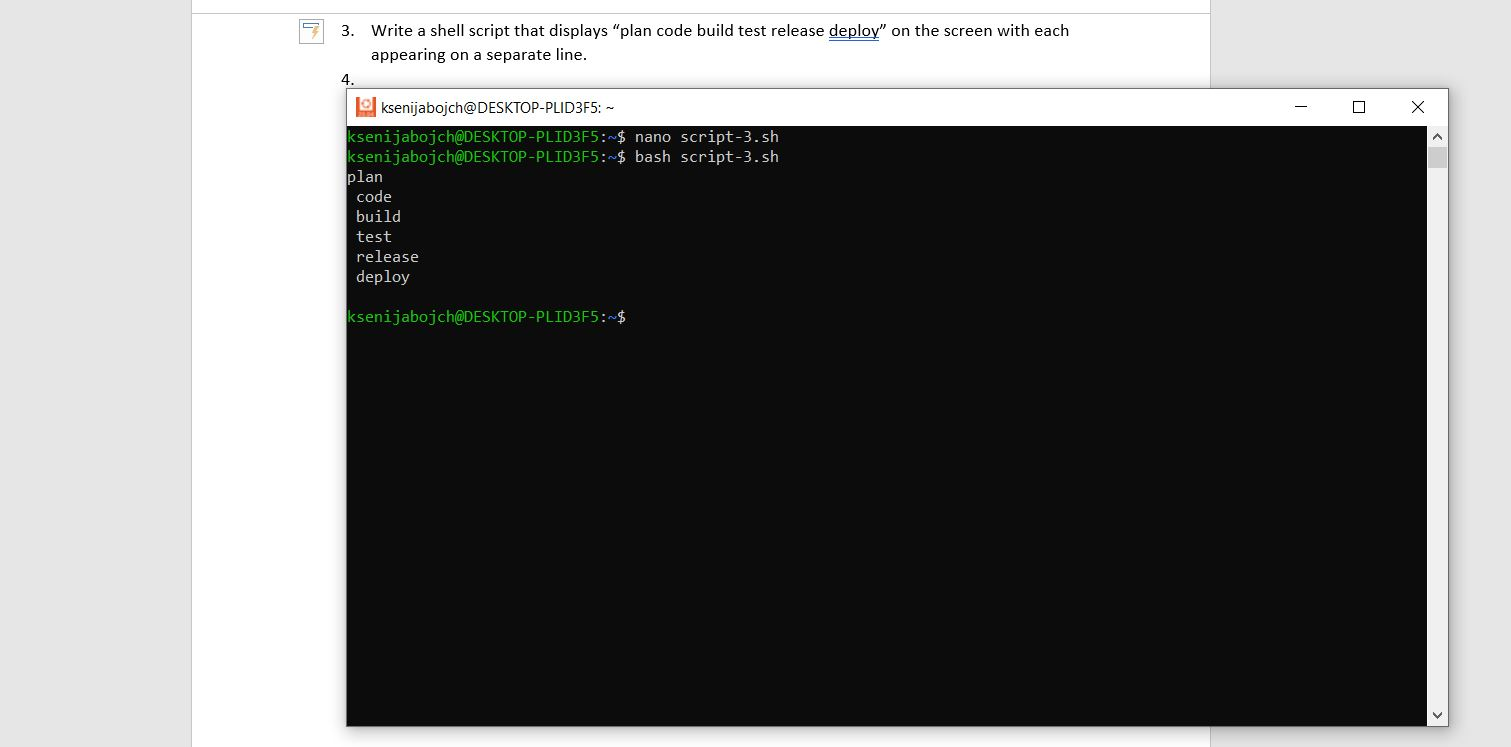 3. Write a shell script that displays “plan code build test release deploy” on the screen with each
appearing on a separate line.
4.
ksenijabojch@DESKTOP-PLID3F5: ~
ksenijabojch@DESKTOP-PLID3F5:~$ nano script-3.sh
ksenijabojch@DESKTOP-PLID3F5:~$ bash script-3.sh
plan
 code
 build
 test
 release
 deploy
ksenijabojch@DESKTOP-PLID3F5:~$